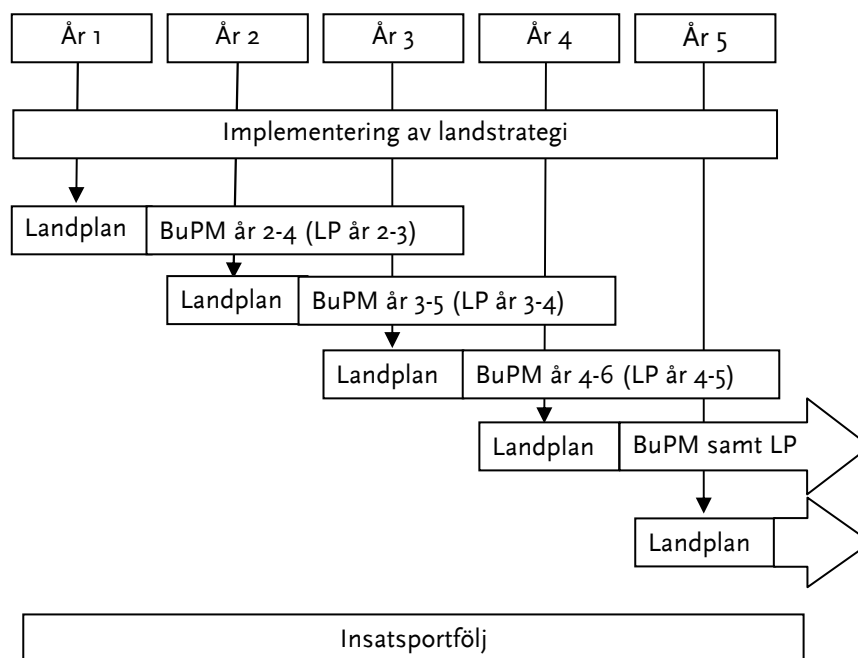 År 1 År 2 År 3 År 4 År 5
Implementering av landstrategi
Landplan BuPM år 2-4 (LP år 2-3)
Landplan BuPM år 3-5 (LP år 3-4)
Landplan BuPM år 4-6 (LP år 4-5)
Landplan BuPM samt LP
Landplan
Insatsportfölj